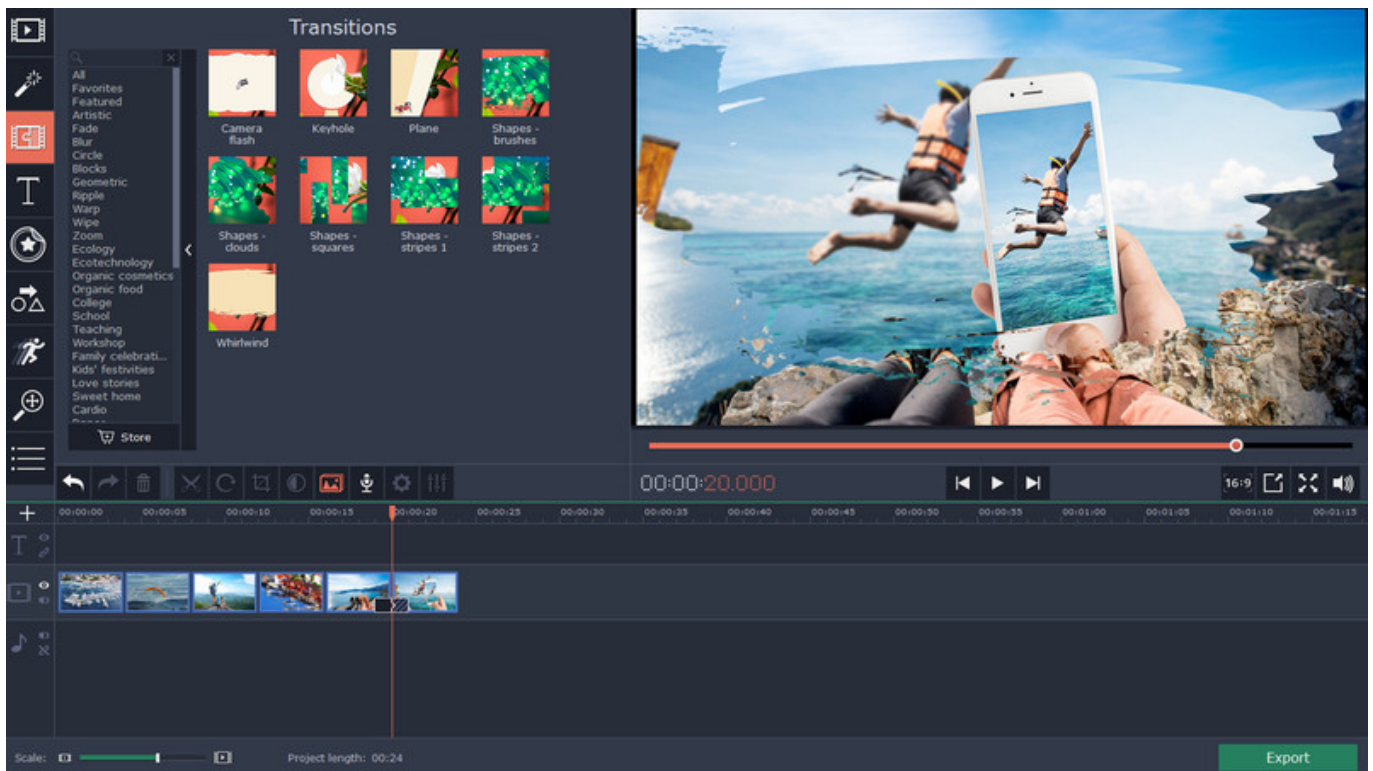 Transitions
All
Favorites
Featured
Artistic
Fade
Blur
Circle
Blocks
Geometric
Ripple
Warp
Wipe
Zoom
Ecology
Ecotechnology
Organic cosmetics
Organic food
College
School
Teaching
Workshop
Family celebrati...
Kids' festivities
Love stories
Sweet home
Cardio
Store
Camera
flash
Keyhole
Plane
Shapes -
brushes
Shapes -
clouds
Shapes -
squares
Shapes -
stripes 1
Shapes -
stripes 2
Whirlwind
00:00:20.000
16:9
00:00:00 00:00:05 00:00:10 00:00:15 00:00:20 00:00:25 00:00:30 00:00:35 00:00:40 00:00:45 00:00:50 00:00:55 00:01:00 00:01:05 00:01:10 00:01:15
T
Scale:
Project length: 00:24
Export